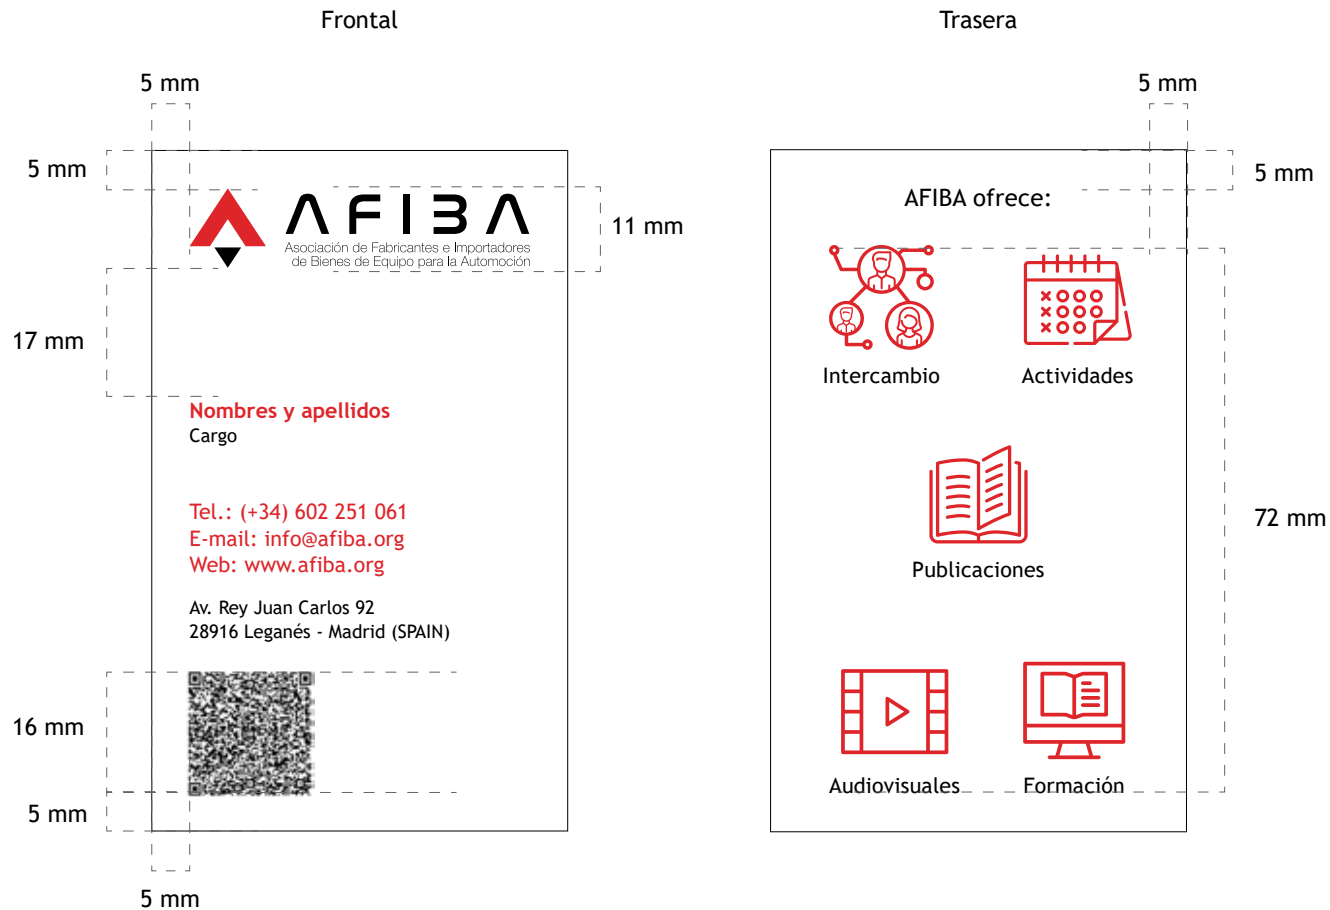 Frontal
5 mm
5 mm
AFIBA
Asociación de Fabricantes e Importadores
de Bienes de Equipo para la Automoción
11 mm
17 mm
Nombres y apellidos
Cargo
Tel.: (+34) 602 251 061
E-mail: info@afiba.org
Web: www.afiba.org
Av. Rey Juan Carlos 92
28916 Leganés - Madrid (SPAIN)
16 mm
5 mm
5 mm
Trasera
5 mm
5 mm
AFIBA ofrece:
Intercambio
Actividades
Publicaciones
72 mm
Audiovisuales
Formación